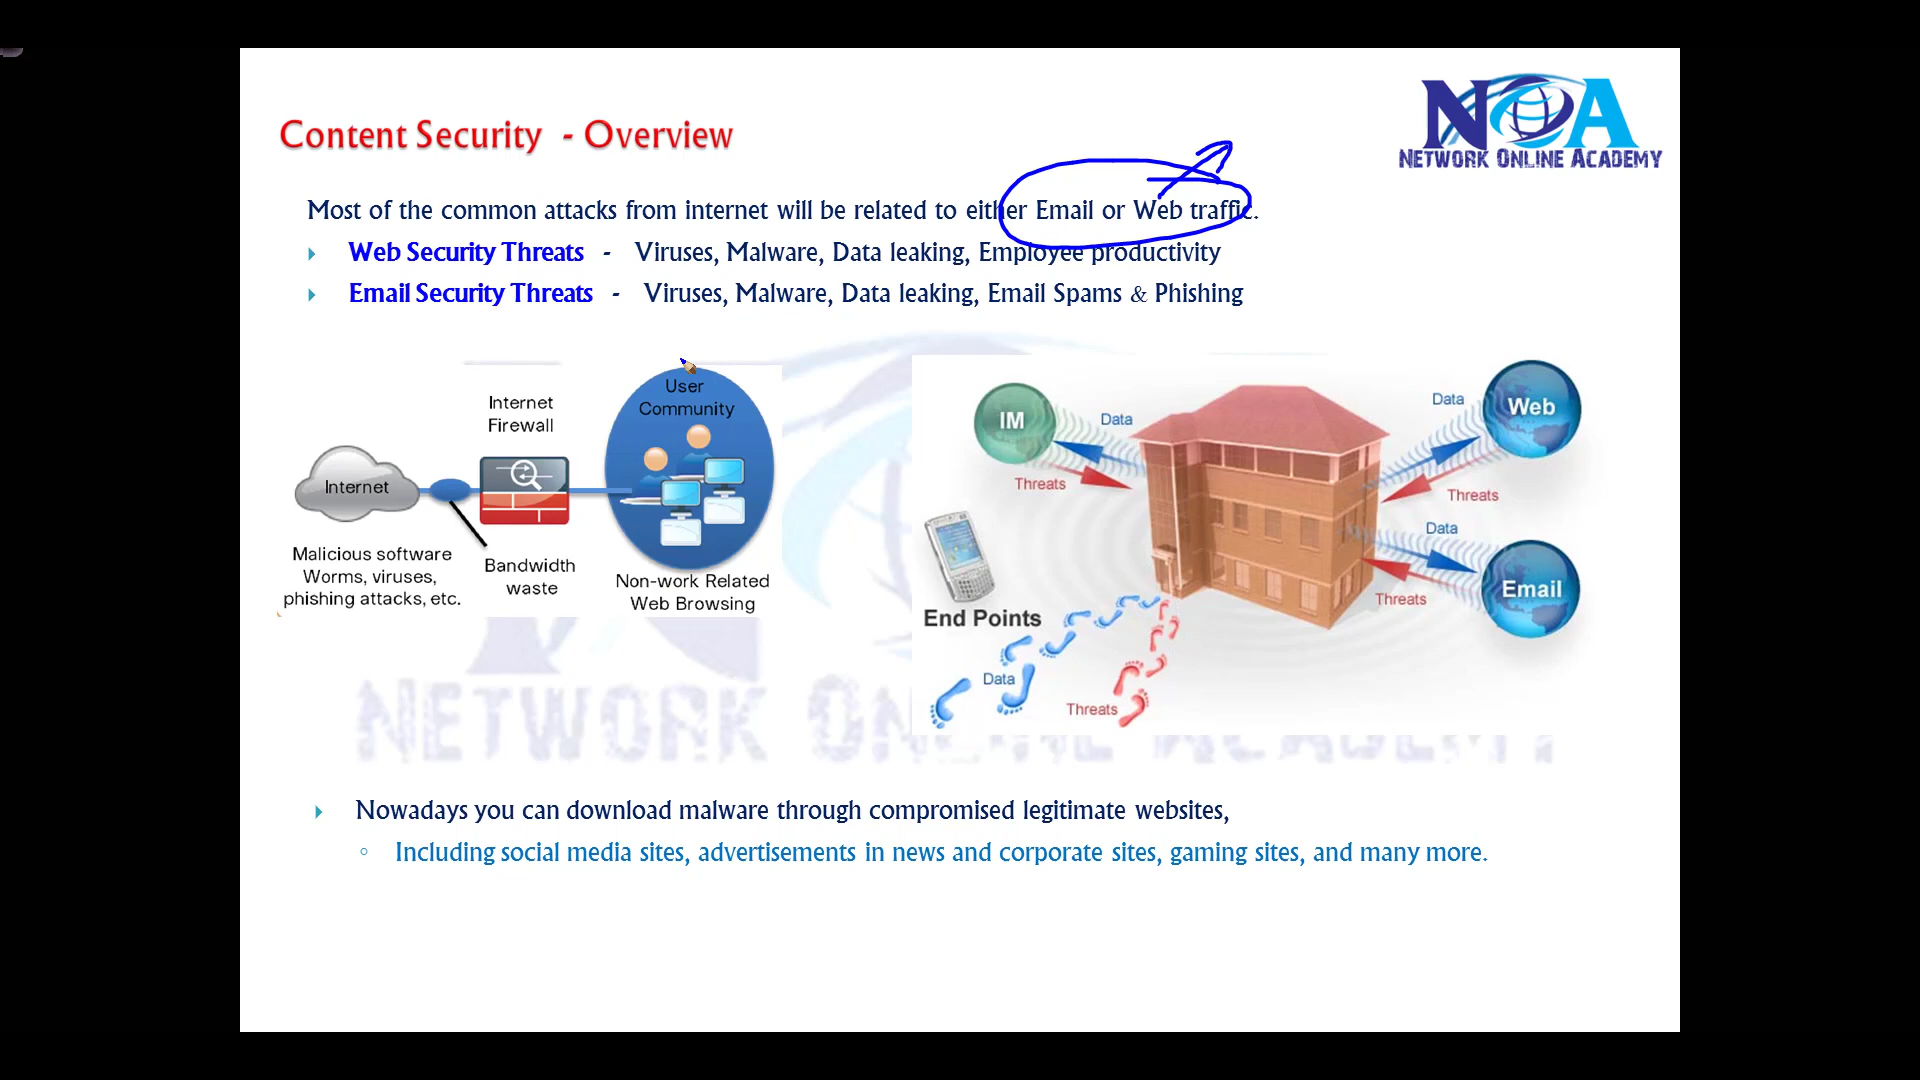 NOA
NETWORK ONLINE ACADEMY
Content Security - Overview
Most of the common attacks from internet will be related to either Email or Web traffic.
Web Security Threats - Viruses, Malware, Data leaking, Employee productivity
Email Security Threats - Viruses, Malware, Data leaking, Email Spams & Phishing
Internet
Firewall
User
Community
Internet
Malicious software
Worms, viruses,
phishing attacks, etc.
Bandwidth
waste
Non-work Related
Web Browsing
IM
Data
Threats
Data
Web
Threats
Data
Email
Threats
End Points
Data
Threats
NETWORK ONLINE ACADEMY
Nowadays you can download malware through compromised legitimate websites,
Including social media sites, advertisements in news and corporate sites, gaming sites, and many more.